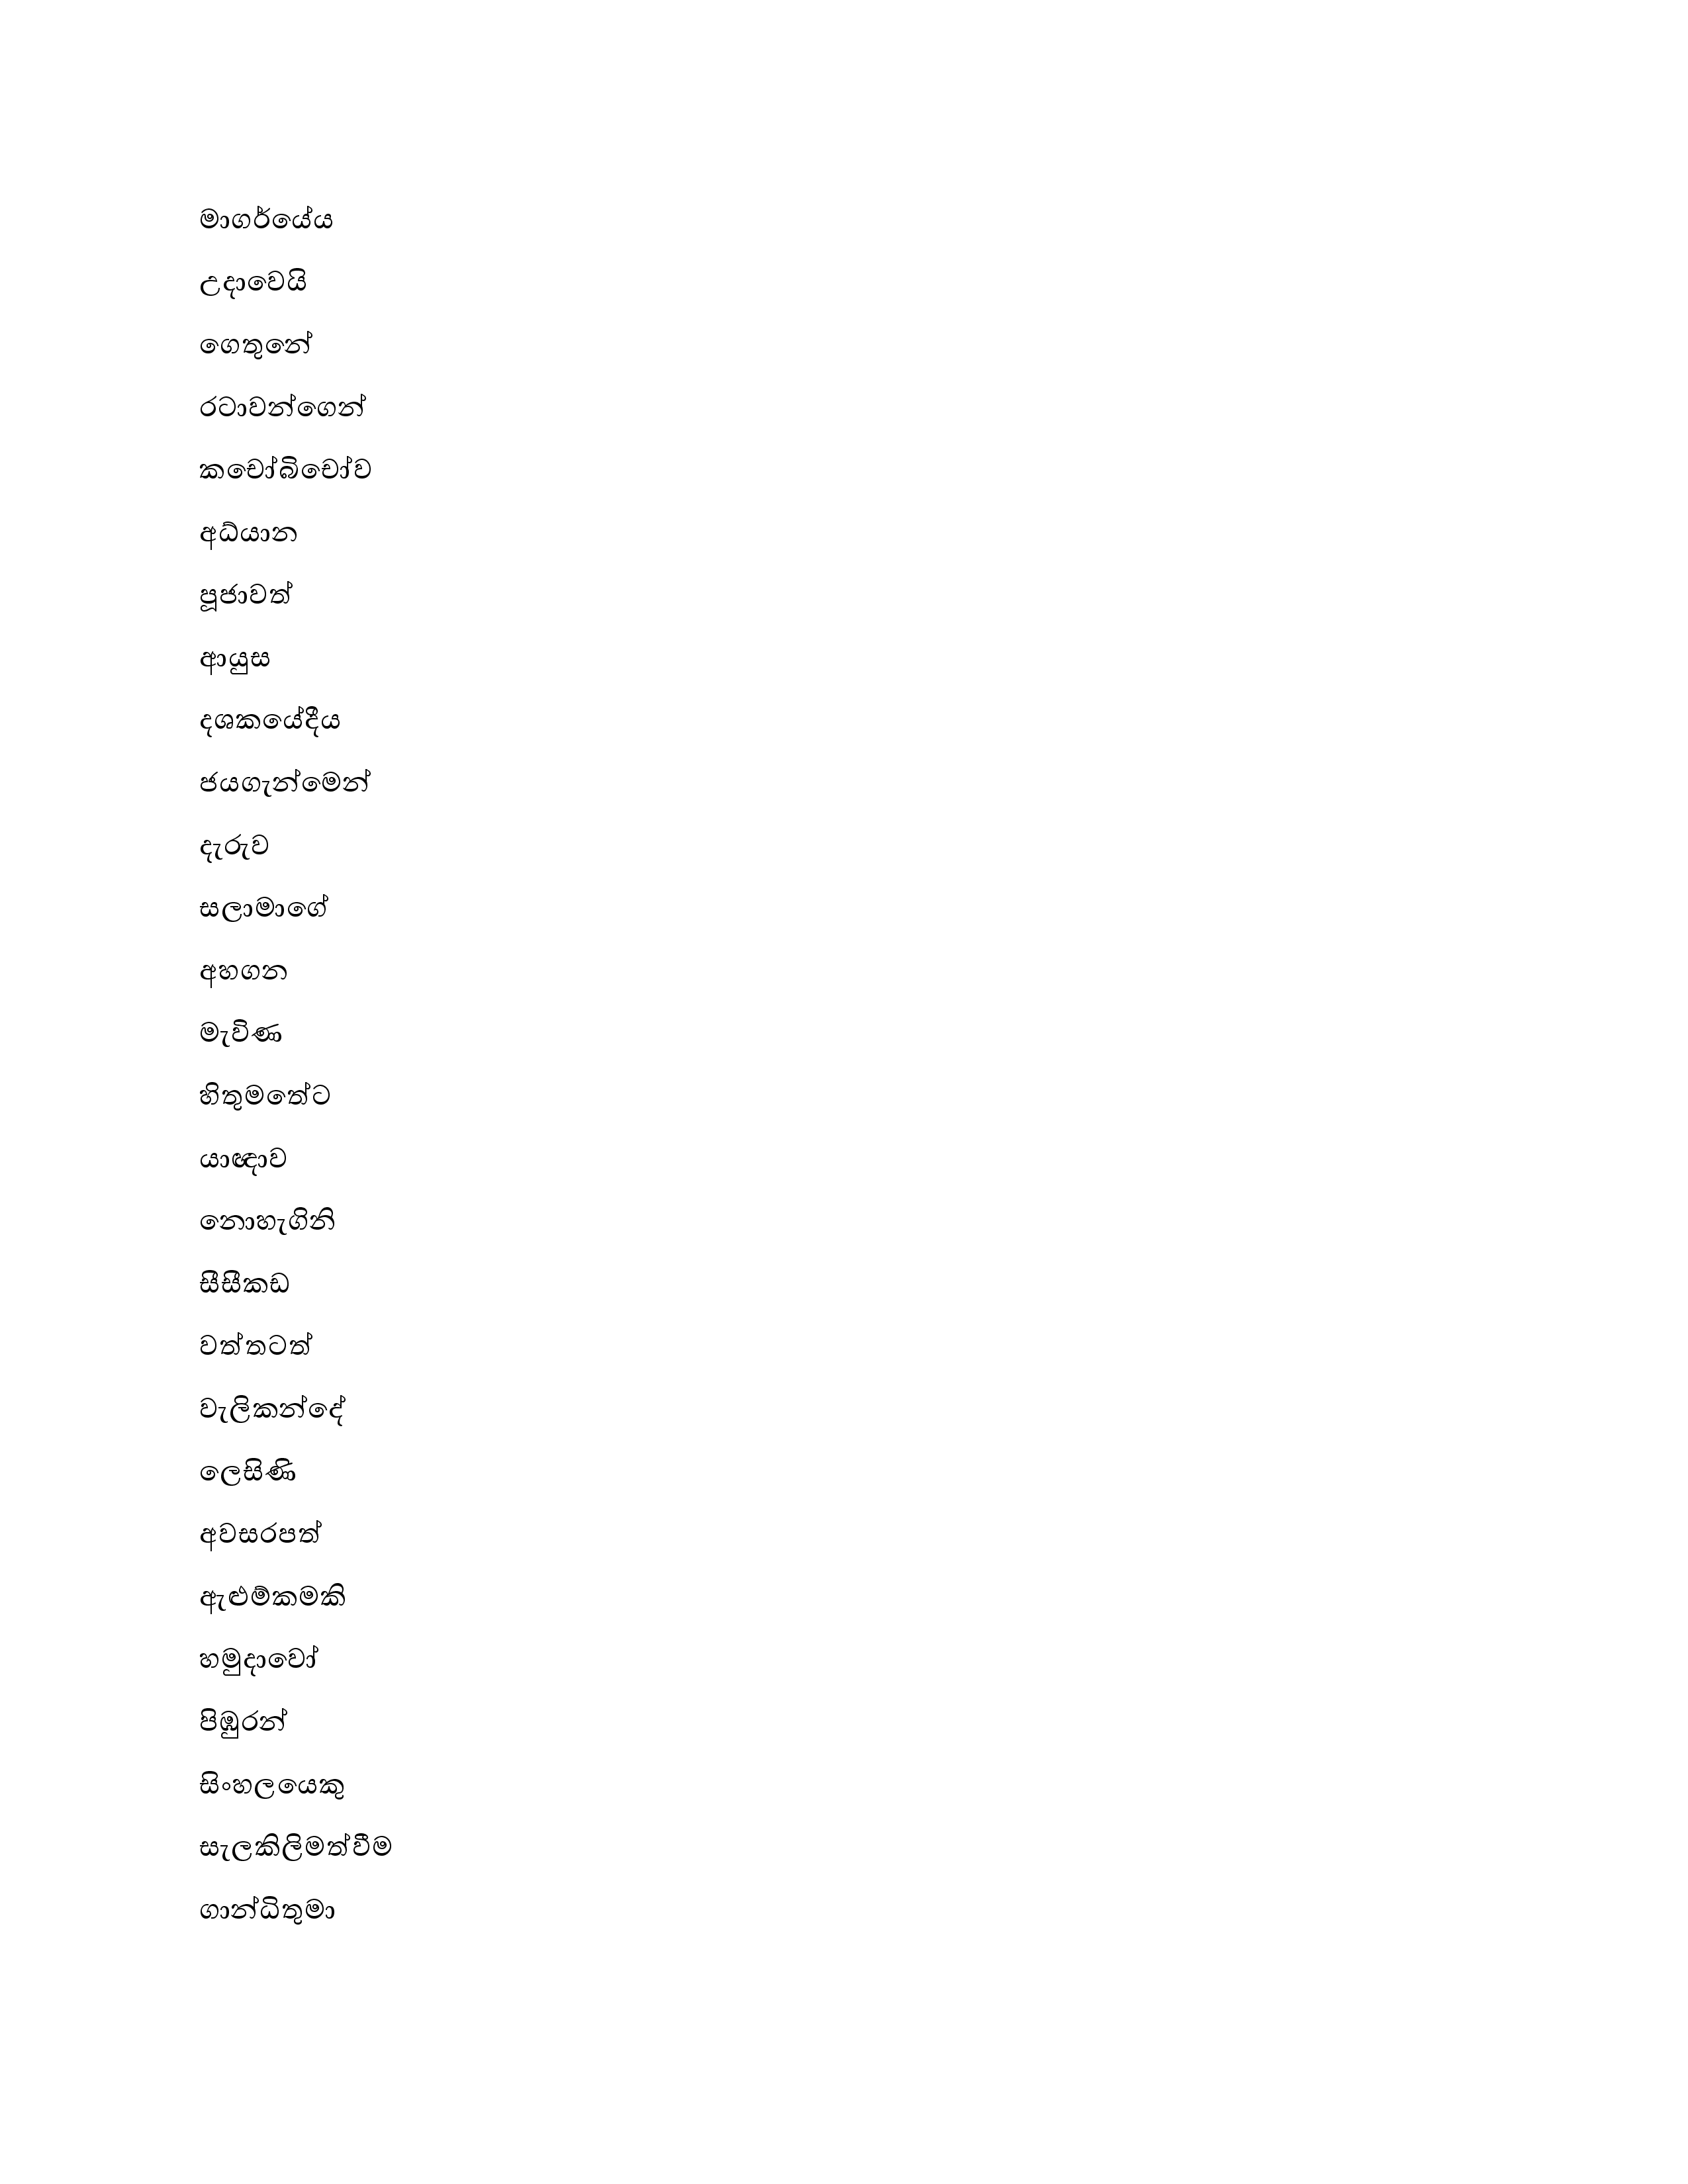 මාගර්යේය
උදාවෙයි
ගෙතුනේ
රටාවන්ගෙන්
කචෝබිචෝව
අධ්යාන
පූජාවත්
ආයුස
දශකයේදීය
ජයගැන්මෙන්
දැරුව
සලාමාගේ
අහගන
මැවිණ
හිතුමතේට
යාඥාව
නොහැගිනි
සීසීකඩ
වත්තටත්
වැලිකන්දේ
ලෙසිණි
අවසරපත්
ඇළුම්කමකි
හමුදාවෝ
පිඹුරන්
සිංහලයෙකු
සැලකිලිමත්වීම
ගාන්ධිතුමා